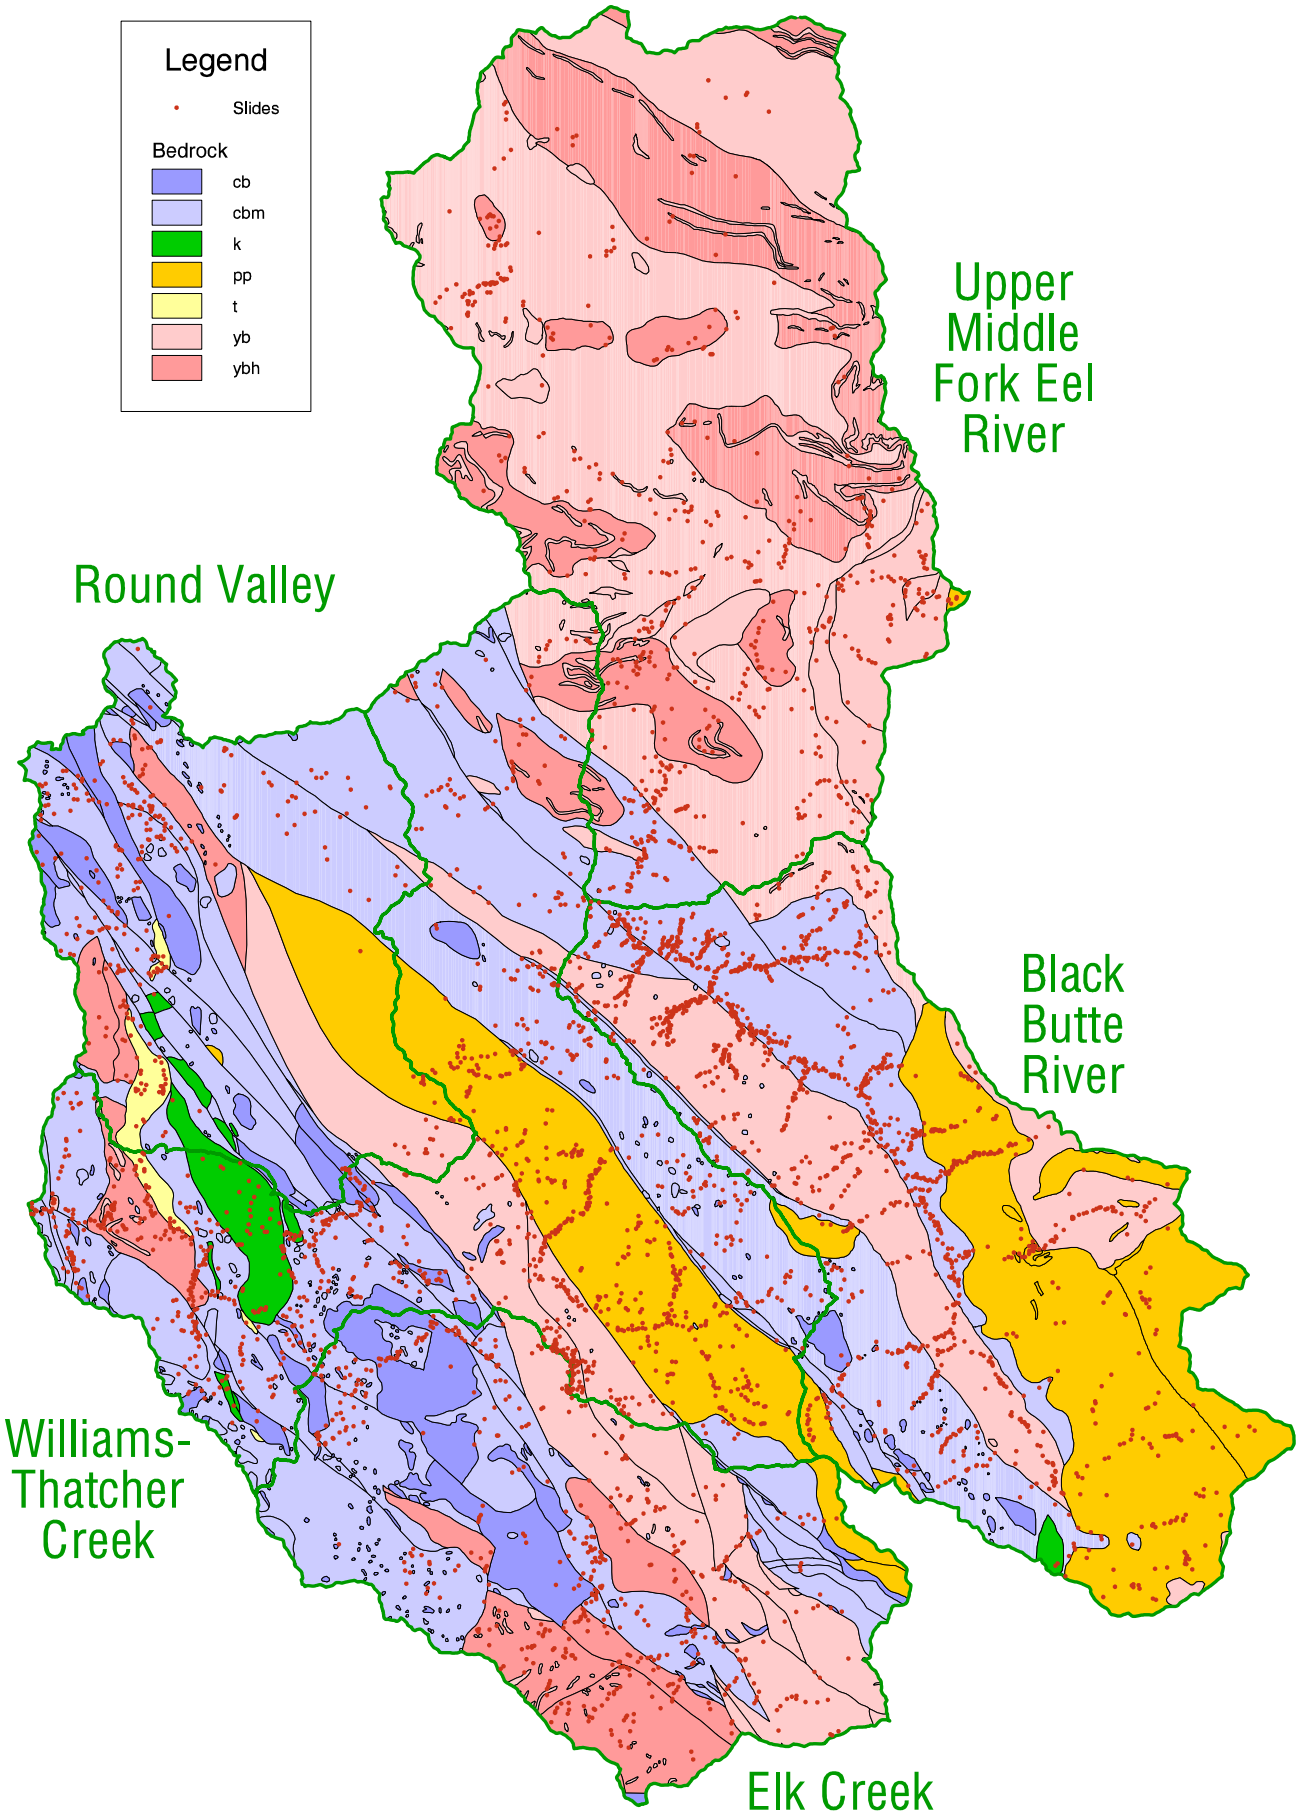 Legend
Slides
Bedrock
cb
cbm
k
pp
t
yb
ybh
Upper
Middle
Fork Eel
River
Round Valley
Black
Butte
River
Williams-
Thatcher
Creek
Elk Creek